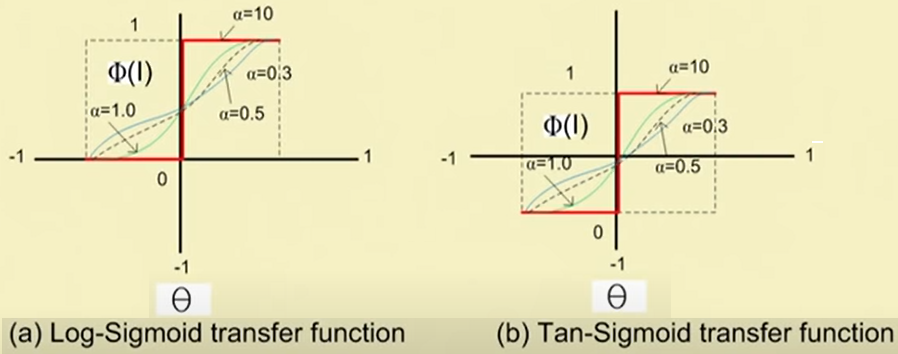 1
α=10
Φ(I)
α=0.3
α=1.0
α=0.5
-1
1
0
-1
Θ
(a) Log-Sigmoid transfer function
1
α=10
Φ(I)
α=0.3
-1
1
α=1.0
α=0.5
0
-1
Θ
(b) Tan-Sigmoid transfer function